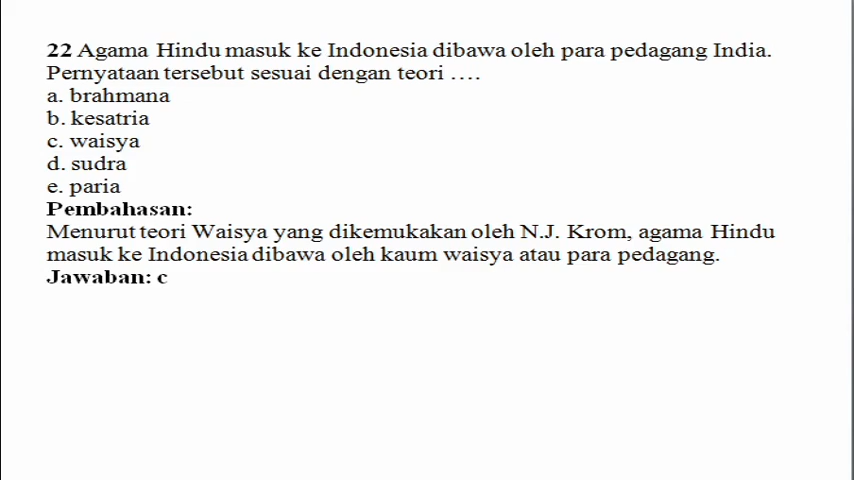 22 Agama Hindu masuk ke Indonesia dibawa oleh para pedagang India.
Pernyataan tersebut sesuai dengan teori ….
a. brahmana
b. kesatria
c. waisya
d. sudra
e. paria
Pembahasan:
Menurut teori Waisya yang dikemukakan oleh N.J. Krom, agama Hindu
masuk ke Indonesia dibawa oleh kaum waisya atau para pedagang.
Jawaban: c